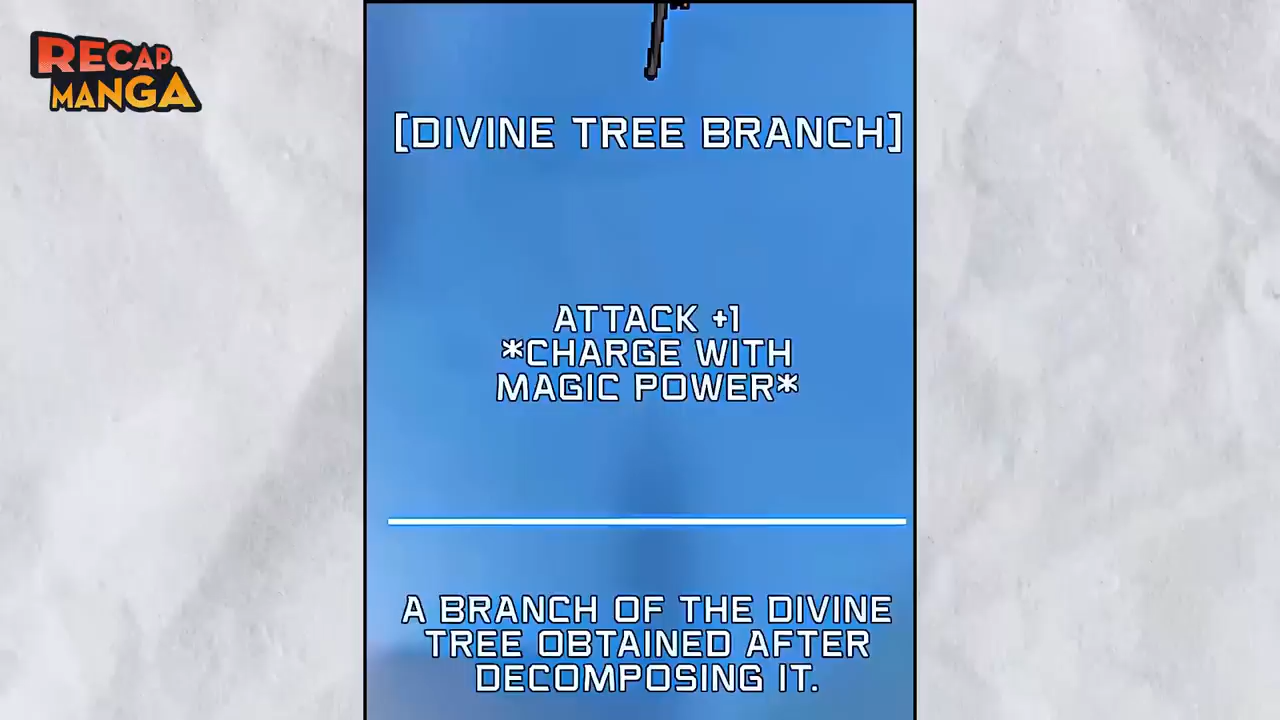 RECAP
MANGA
[DIVINE TREE BRANCH]
ATTACK +1
*CHARGE WITH
MAGIC POWER*
A BRANCH OF THE DIVINE
TREE OBTAINED AFTER
DECOMPOSING IT.